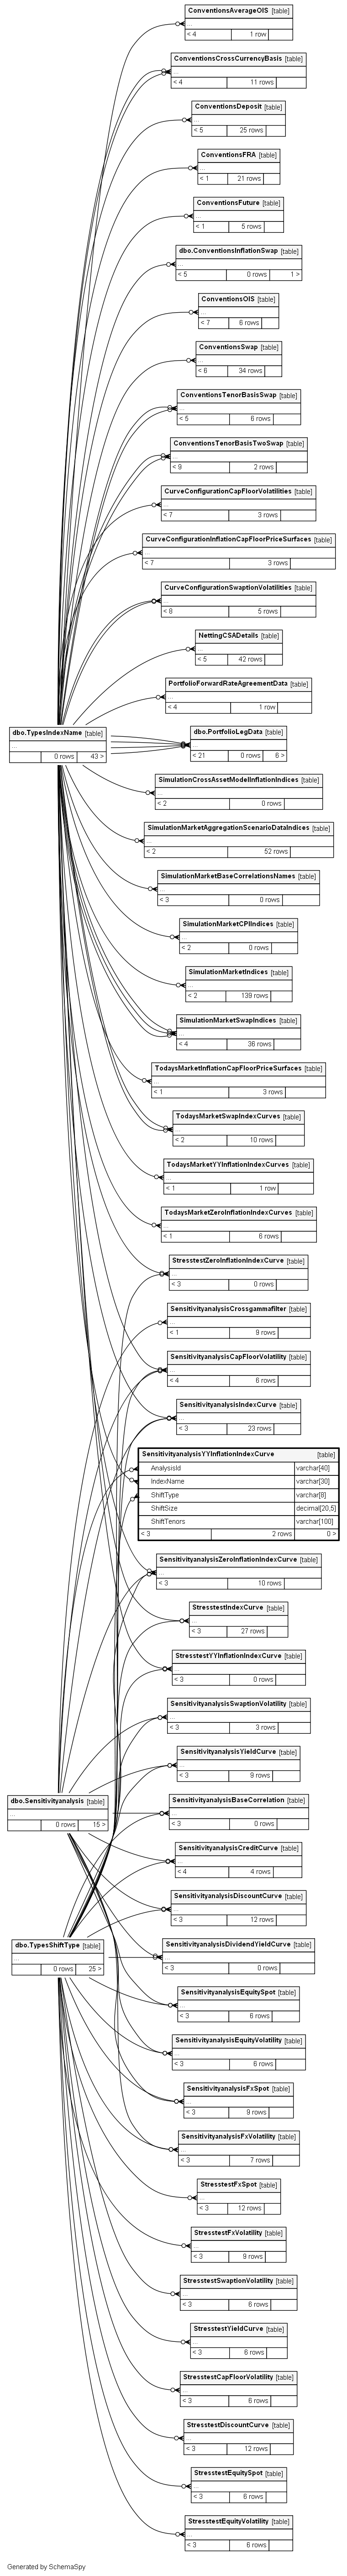 ConventionsAverageOIS [table]
...
< 4 1 row
ConventionsCrossCurrencyBasis [table]
...
< 4 11 rows
ConventionsDeposit [table]
...
< 5 25 rows
ConventionsFRA [table]
...
< 1 21 rows
ConventionsFuture [table]
...
< 1 5 rows
dbo.ConventionsInflationSwap [table]
...
< 5 0 rows 1 >
ConventionsOIS [table]
...
< 7 6 rows
ConventionsSwap [table]
...
< 6 34 rows
ConventionsTenorBasisSwap [table]
...
< 5 6 rows
ConventionsTenorBasisTwoSwap [table]
...
< 9 2 rows
CurveConfigurationCapFloorVolatilities [table]
...
< 7 3 rows
CurveConfigurationInflationCapFloorPriceSurfaces [table]
...
< 7 3 rows
CurveConfigurationSwaptionVolatilities [table]
...
< 8 5 rows
NettingCSADetails [table]
...
< 5 42 rows
PortfolioForwardRateAgreementData [table]
...
< 4 1 row
dbo.TypesIndexName [table]
...
0 rows 43 >
dbo.PortfolioLegData [table]
...
< 21 0 rows 6 >
SimulationCrossAssetModelInflationIndices [table]
...
< 2 0 rows
SimulationMarketAggregationScenarioDataIndices [table]
...
< 2 52 rows
SimulationMarketBaseCorrelationsNames [table]
...
< 3 0 rows
SimulationMarketCPIIndices [table]
...
< 2 0 rows
SimulationMarketIndices [table]
...
< 2 139 rows
SimulationMarketSwapIndices [table]
...
< 4 36 rows
TodaysMarketInflationCapFloorPriceSurfaces [table]
...
< 1 3 rows
TodaysMarketSwapIndexCurves [table]
...
< 2 10 rows
TodaysMarketYYInflationIndexCurves [table]
...
< 1 1 row
TodaysMarketZeroInflationIndexCurves [table]
...
< 1 6 rows
StresstestZeroInflationIndexCurve [table]
...
< 3 0 rows
SensitivityanalysisCrossgammafilter [table]
...
< 1 9 rows
SensitivityanalysisCapFloorVolatility [table]
...
< 4 6 rows
SensitivityanalysisIndexCurve [table]
...
< 3 23 rows
SensitivityanalysisYYInflationIndexCurve [table]
AnalysisId varchar[40]
IndexName varchar[30]
ShiftType varchar[8]
ShiftSize decimal[20,5]
ShiftTenors varchar[100]
< 3 2 rows 0 >
SensitivityanalysisZeroInflationIndexCurve [table]
...
< 3 10 rows
StresstestIndexCurve [table]
...
< 3 27 rows
StresstestYYInflationIndexCurve [table]
...
< 3 0 rows
SensitivityanalysisSwaptionVolatility [table]
...
< 3 3 rows
SensitivityanalysisYieldCurve [table]
...
< 3 9 rows
dbo.Sensitivityanalysis [table]
...
0 rows 15 >
SensitivityanalysisBaseCorrelation [table]
...
< 3 0 rows
SensitivityanalysisCreditCurve [table]
...
< 4 4 rows
SensitivityanalysisDiscountCurve [table]
...
< 3 12 rows
dbo.TypesShiftType [table]
...
0 rows 25 >
SensitivityanalysisDividendYieldCurve [table]
...
< 3 0 rows
SensitivityanalysisEquitySpot [table]
...
< 3 6 rows
SensitivityanalysisEquityVolatility [table]
...
< 3 6 rows
SensitivityanalysisFxSpot [table]
...
< 3 9 rows
SensitivityanalysisFxVolatility [table]
...
< 3 7 rows
StresstestFxSpot [table]
...
< 3 12 rows
StresstestFxVolatility [table]
...
< 3 9 rows
StresstestSwaptionVolatility [table]
...
< 3 6 rows
StresstestYieldCurve [table]
...
< 3 6 rows
StresstestCapFloorVolatility [table]
...
< 3 6 rows
StresstestDiscountCurve [table]
...
< 3 12 rows
StresstestEquitySpot [table]
...
< 3 6 rows
StresstestEquityVolatility [table]
...
< 3 6 rows
Generated by SchemaSpy